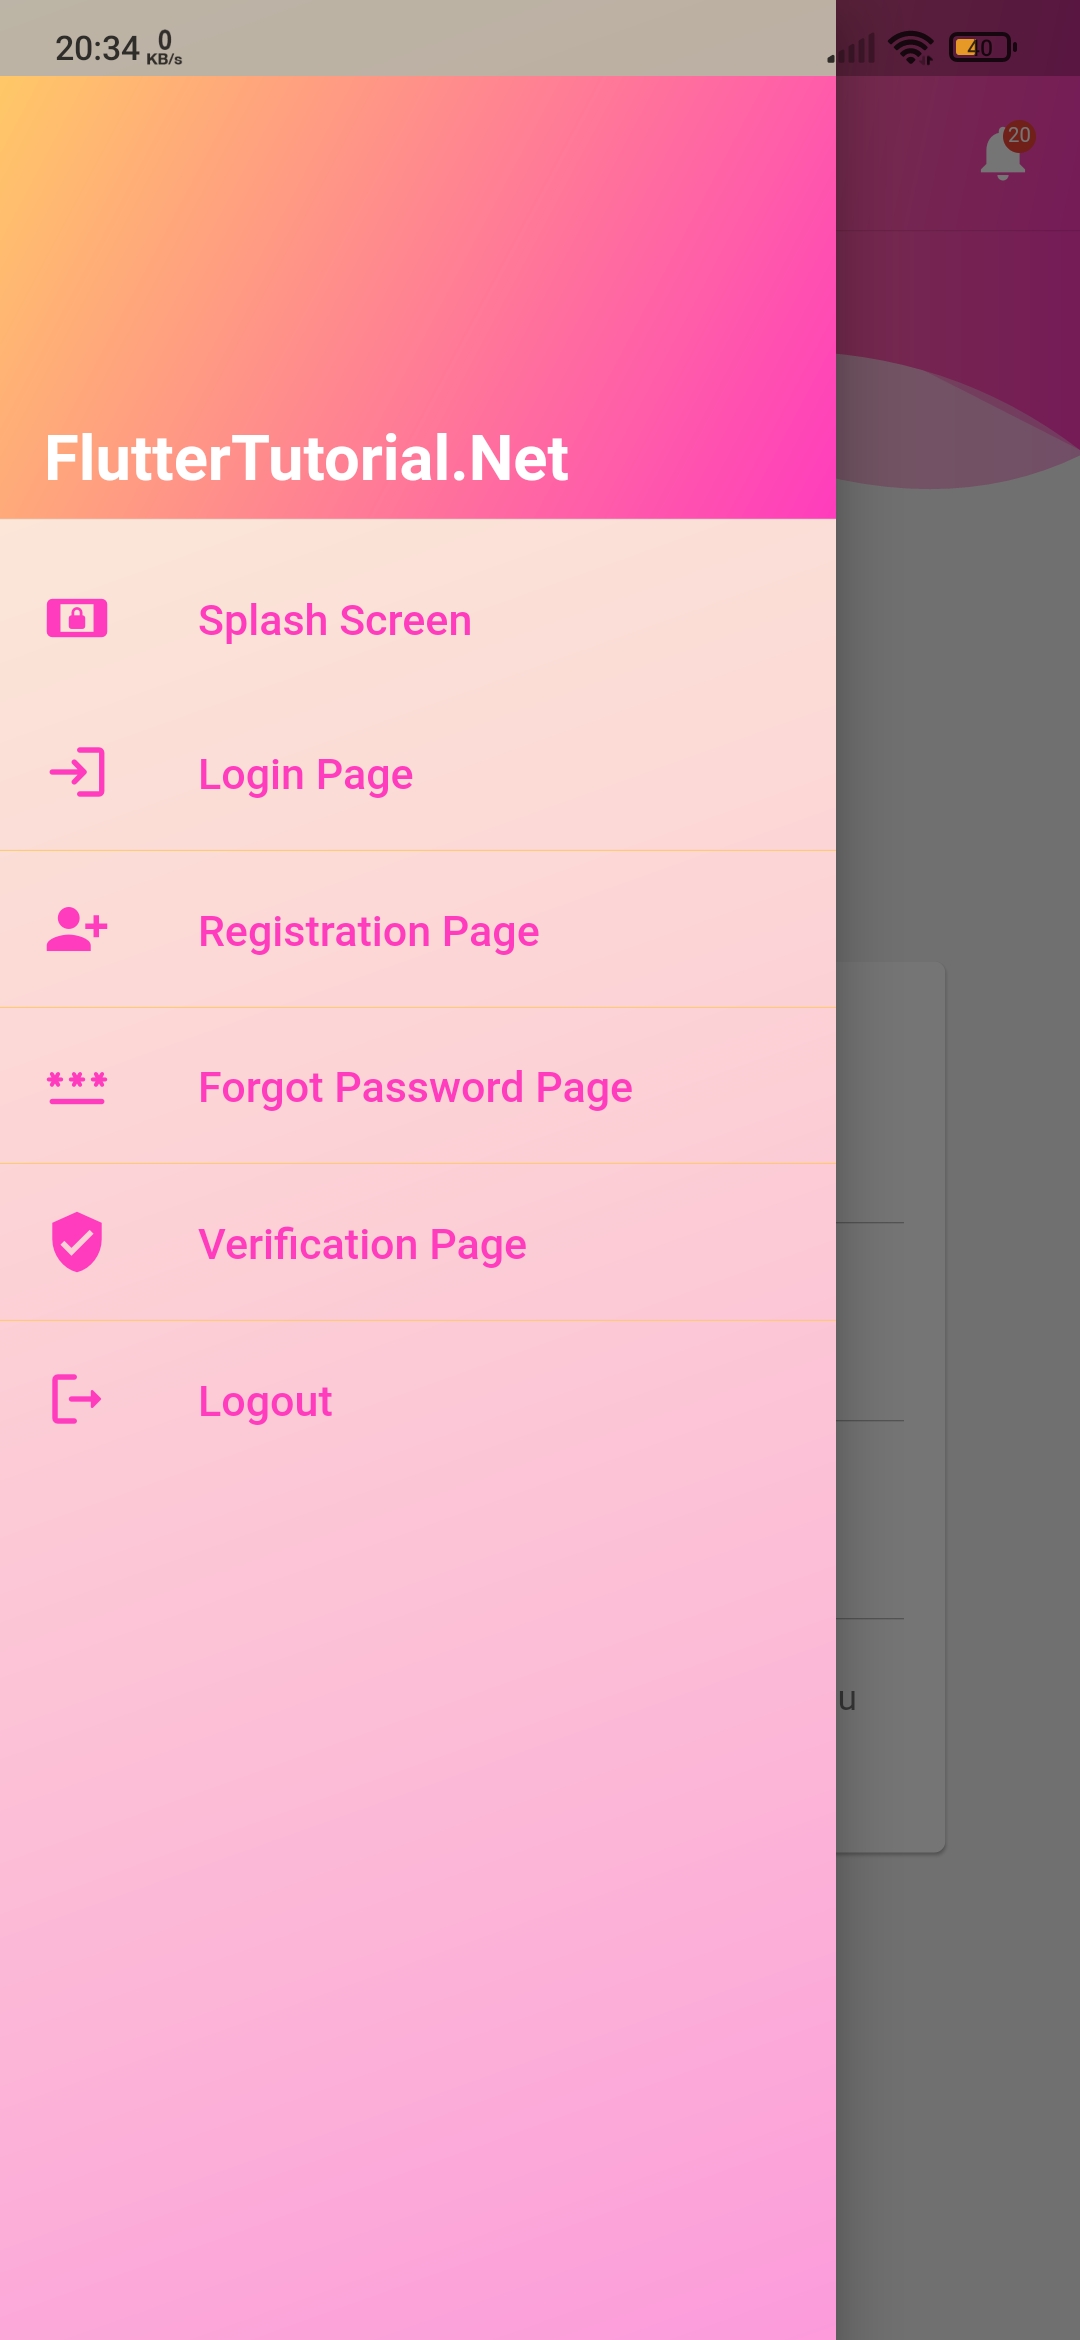 20:34 0 KB/s 40
20
FlutterTutorial.Net
Splash Screen
Login Page
Registration Page
Forgot Password Page
Verification Page
u
Logout